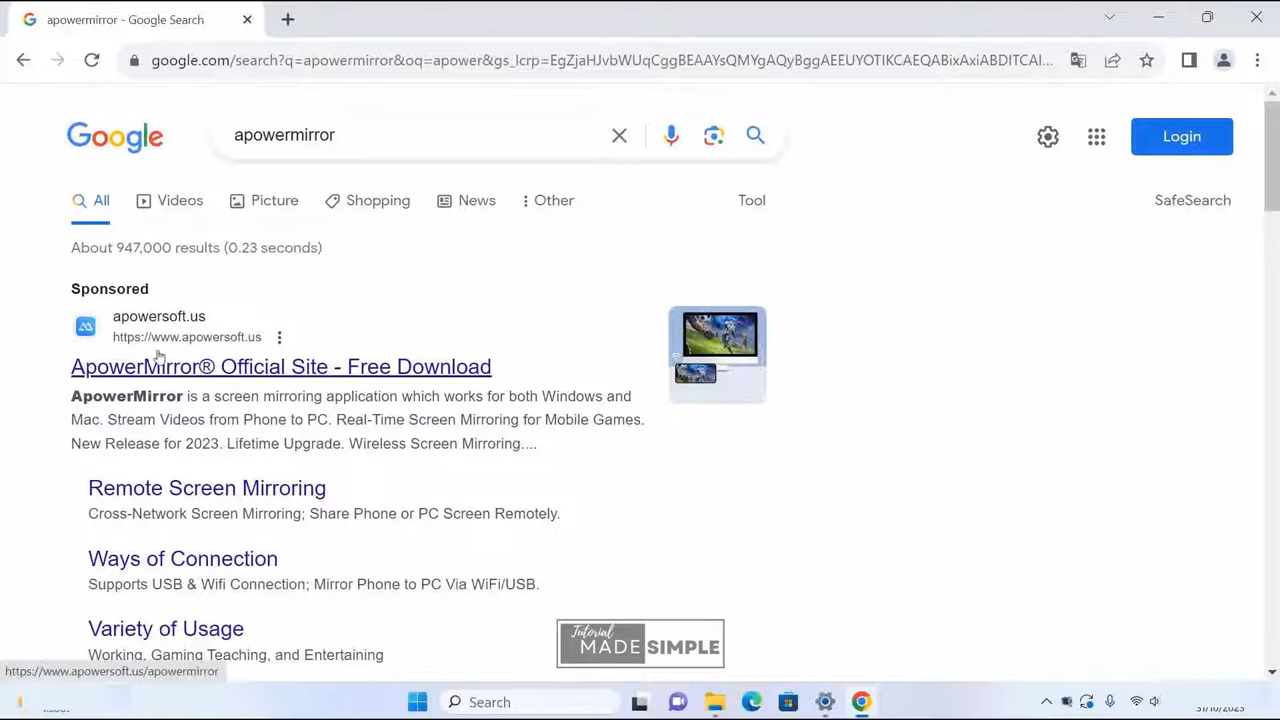 apowermirror - Google Search
google.com/search?q=apowermirror&oq=apower&gs_lcrp=EgZjaHJvbWUqCggBEAAYsQMYgAQyBggAEEUYOTIKCAEQABixAxiABDITCAI...
Google
apowermirror
Login
All
Videos
Picture
Shopping
News
Other
Tool
SafeSearch
About 947,000 results (0.23 seconds)
Sponsored
apowersoft.us
https://www.apowersoft.us
ApowerMirror® Official Site - Free Download
ApowerMirror is a screen mirroring application which works for both Windows and
Mac. Stream Videos from Phone to PC. Real-Time Screen Mirroring for Mobile Games.
New Release for 2023. Lifetime Upgrade. Wireless Screen Mirroring....
Remote Screen Mirroring
Cross-Network Screen Mirroring; Share Phone or PC Screen Remotely.
Ways of Connection
Supports USB & Wifi Connection; Mirror Phone to PC Via WiFi/USB.
Variety of Usage
Working, Gaming Teaching, and Entertaining
Tutorial
MADE SIMPLE
https://www.apowersoft.us/apowermirror
Search
31/10/2023